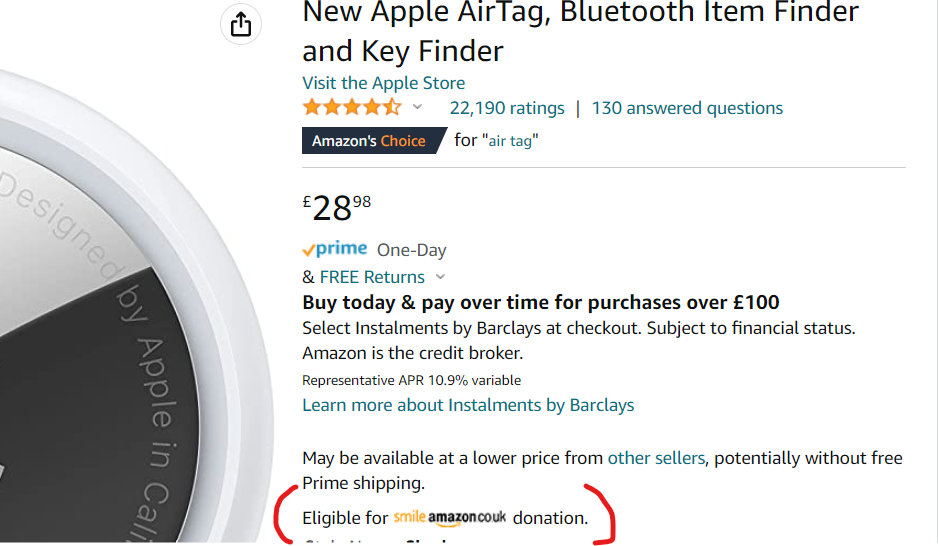 New Apple AirTag, Bluetooth Item Finder
and Key Finder
Visit the Apple Store
22,190 ratings | 130 answered questions
Amazon's Choice for "air tag"
£2898
prime One-Day
& FREE Returns
Buy today & pay over time for purchases over £100
Select Instalments by Barclays at checkout. Subject to financial status.
Amazon is the credit broker.
Representative APR 10.9% variable
Learn more about Instalments by Barclays
May be available at a lower price from other sellers, potentially without free
Prime shipping.
Eligible for smile.amazon.co.uk donation.
Designed by Apple in Cali